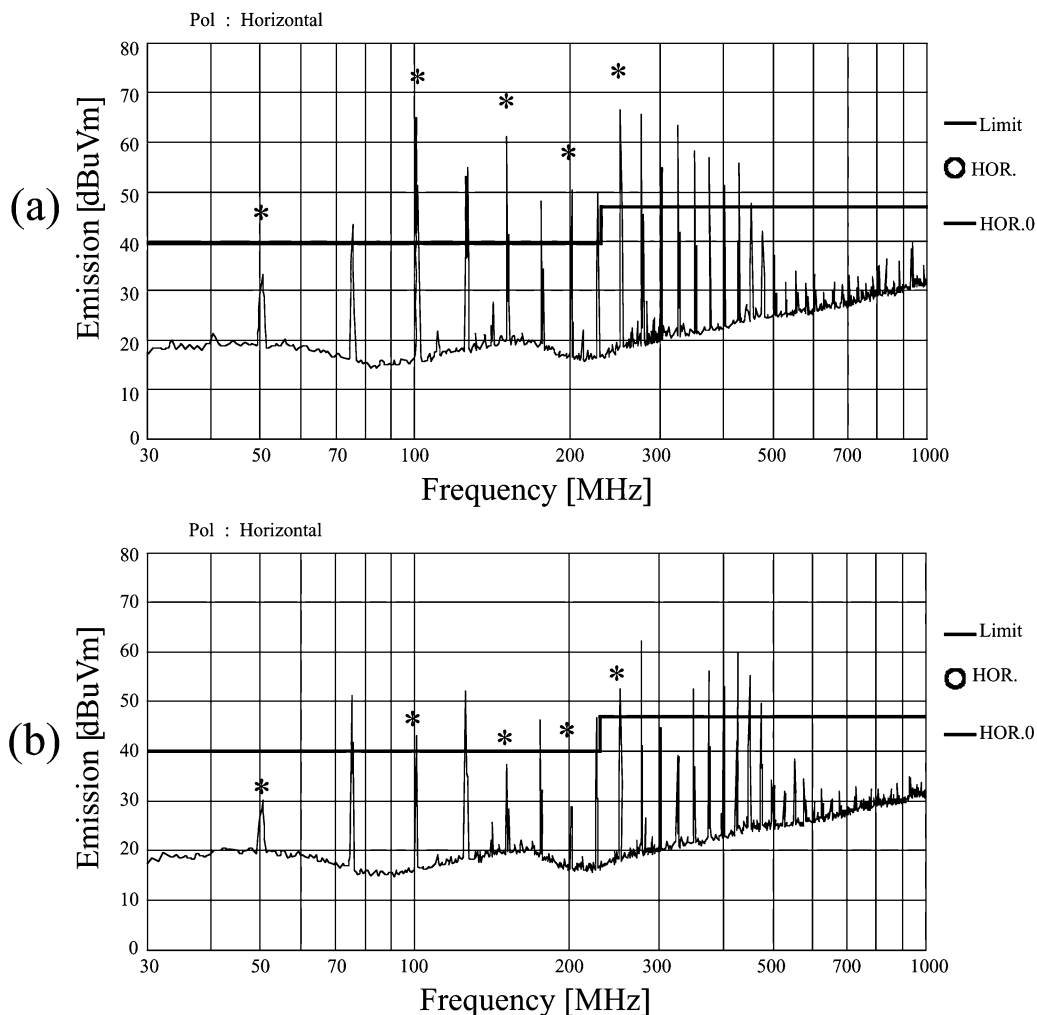 Pol : Horizontal
80
70
60
50
40
30
20
10
0
Emission [dBuVm]
(a)
30 50 70 100 200 300 500 700 1000
Frequency [MHz]
Limit
HOR.
HOR.0
Pol : Horizontal
80
70
60
50
40
30
20
10
0
Emission [dBuVm]
(b)
30 50 70 100 200 300 500 700 1000
Frequency [MHz]
Limit
HOR.
HOR.0